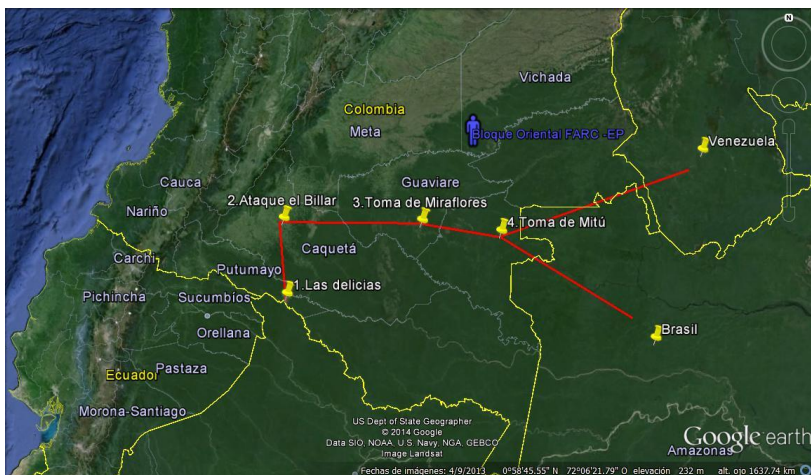 N
Vichada
Colombia
Meta
Bloque Oriental FARC -EP
Venezuela
Cauca
Guaviare
2.Ataque el Billar
3.Toma de Miraflores
Nariño
4.Toma de Mitú
Caquetá
Carchi
Putumayo
1.Las delicias
Pichincha
Sucumbíos
Orellana
Brasil
Ecuador
Pastaza
Morona-Santiago
US Dept of State Geographer
© 2014 Google
Data SIO, NOAA, U.S. Navy, NGA, GEBCO
Image Landsat
Google earth
Amazonas
Fechas de imágenes: 4/9/2013 0°58'45.55" N 72°06'21.79" O elevación 232 m alt. ojo 1637.74 km